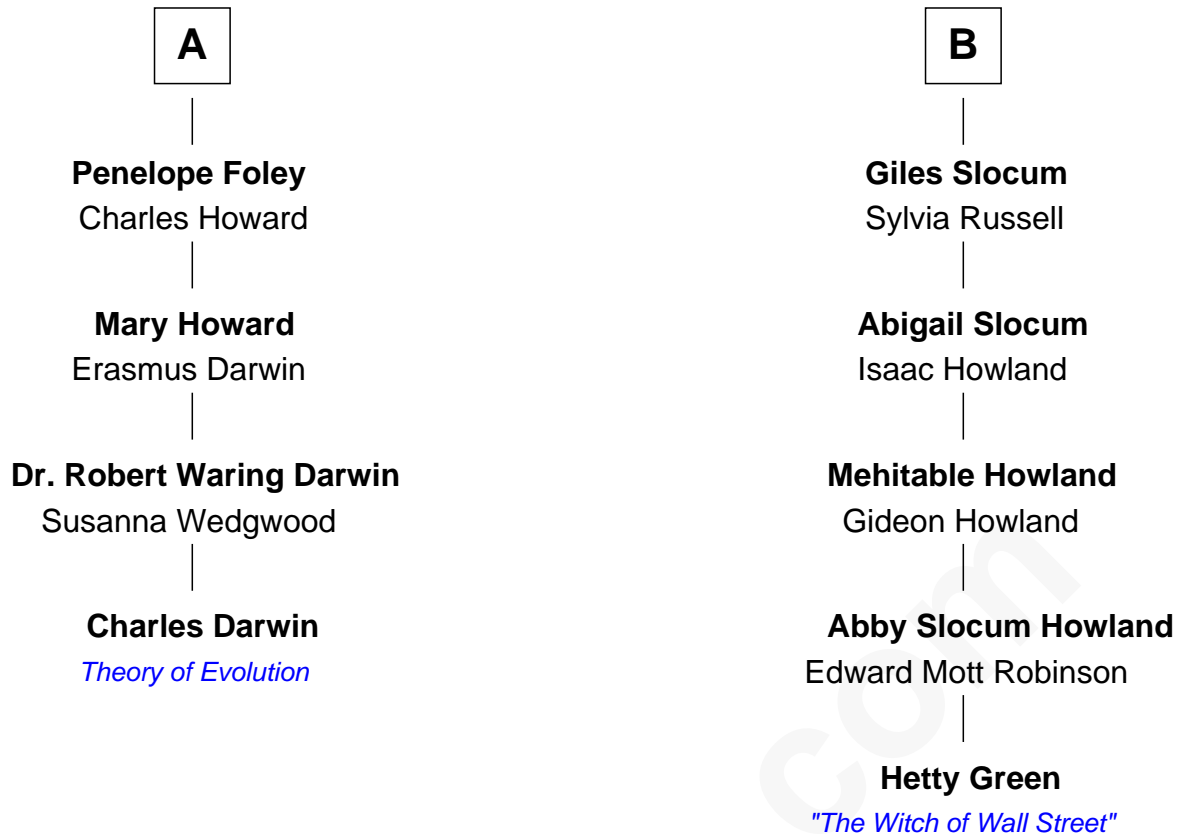 A
Penelope Foley
Charles Howard
Mary Howard
Erasmus Darwin
Dr. Robert Waring Darwin
Susanna Wedgwood
Charles Darwin
Theory of Evolution
B
Giles Slocum
Sylvia Russell
Abigail Slocum
Isaac Howland
Mehitable Howland
Gideon Howland
Abby Slocum Howland
Edward Mott Robinson
Hetty Green
"The Witch of Wall Street"
com